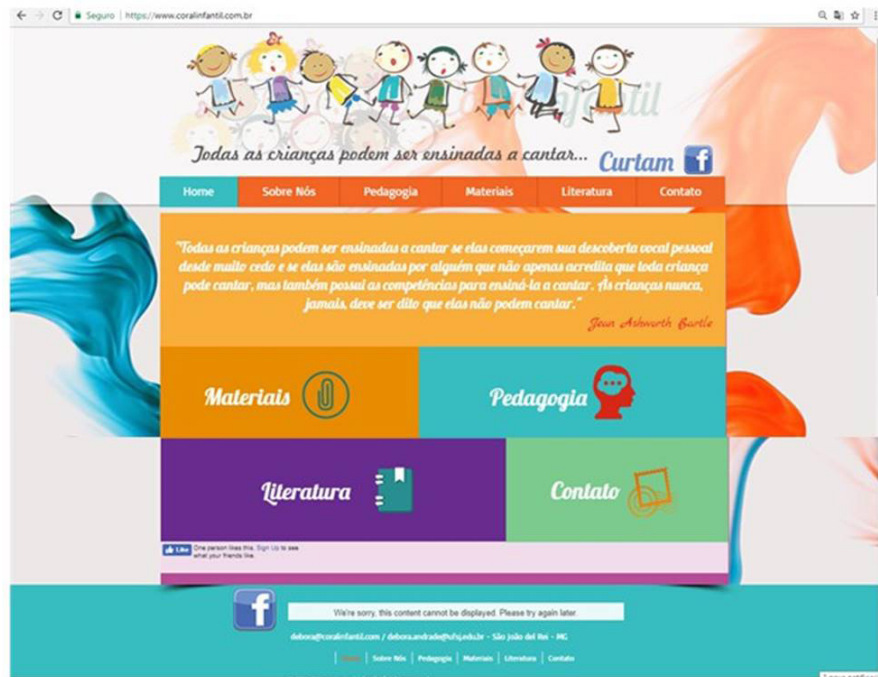 Seguro | https://www.coralinfantil.com.br
infantil
Todas as crianças podem ser ensinadas a cantar...
Curtam f
Home Sobre Nós Pedagogia Materiais Literatura Contato
"Todas as crianças podem ser ensinadas a cantar se elas começarem sua descoberta vocal pessoal
desde muito cedo e se elas são ensinadas por alguém que não apenas acredita que toda criança
pode cantar, mas também possui as competências para ensiná-la a cantar. Às crianças nunca,
jamais, deve ser dito que elas não podem cantar."
Jean Ashworth Bartle
Materiais
Pedagogia
Literatura
Contato
Like One person likes this. Sign Up to see
what your friends like.
f
We're sorry, this content cannot be displayed. Please try again later.
debora@coralinfantil.com / debora.andrade@ufsj.edu.br - São João del Rei - MG
Home | Sobre Nós | Pedagogia | Materiais | Literatura | Contato